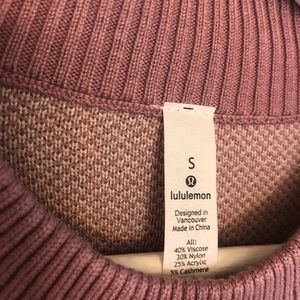 S
lululemon
Designed in
Vancouver
Made in China
All:
40% Viscose
30% Nylon
25% Acrylic
5% Cashmere